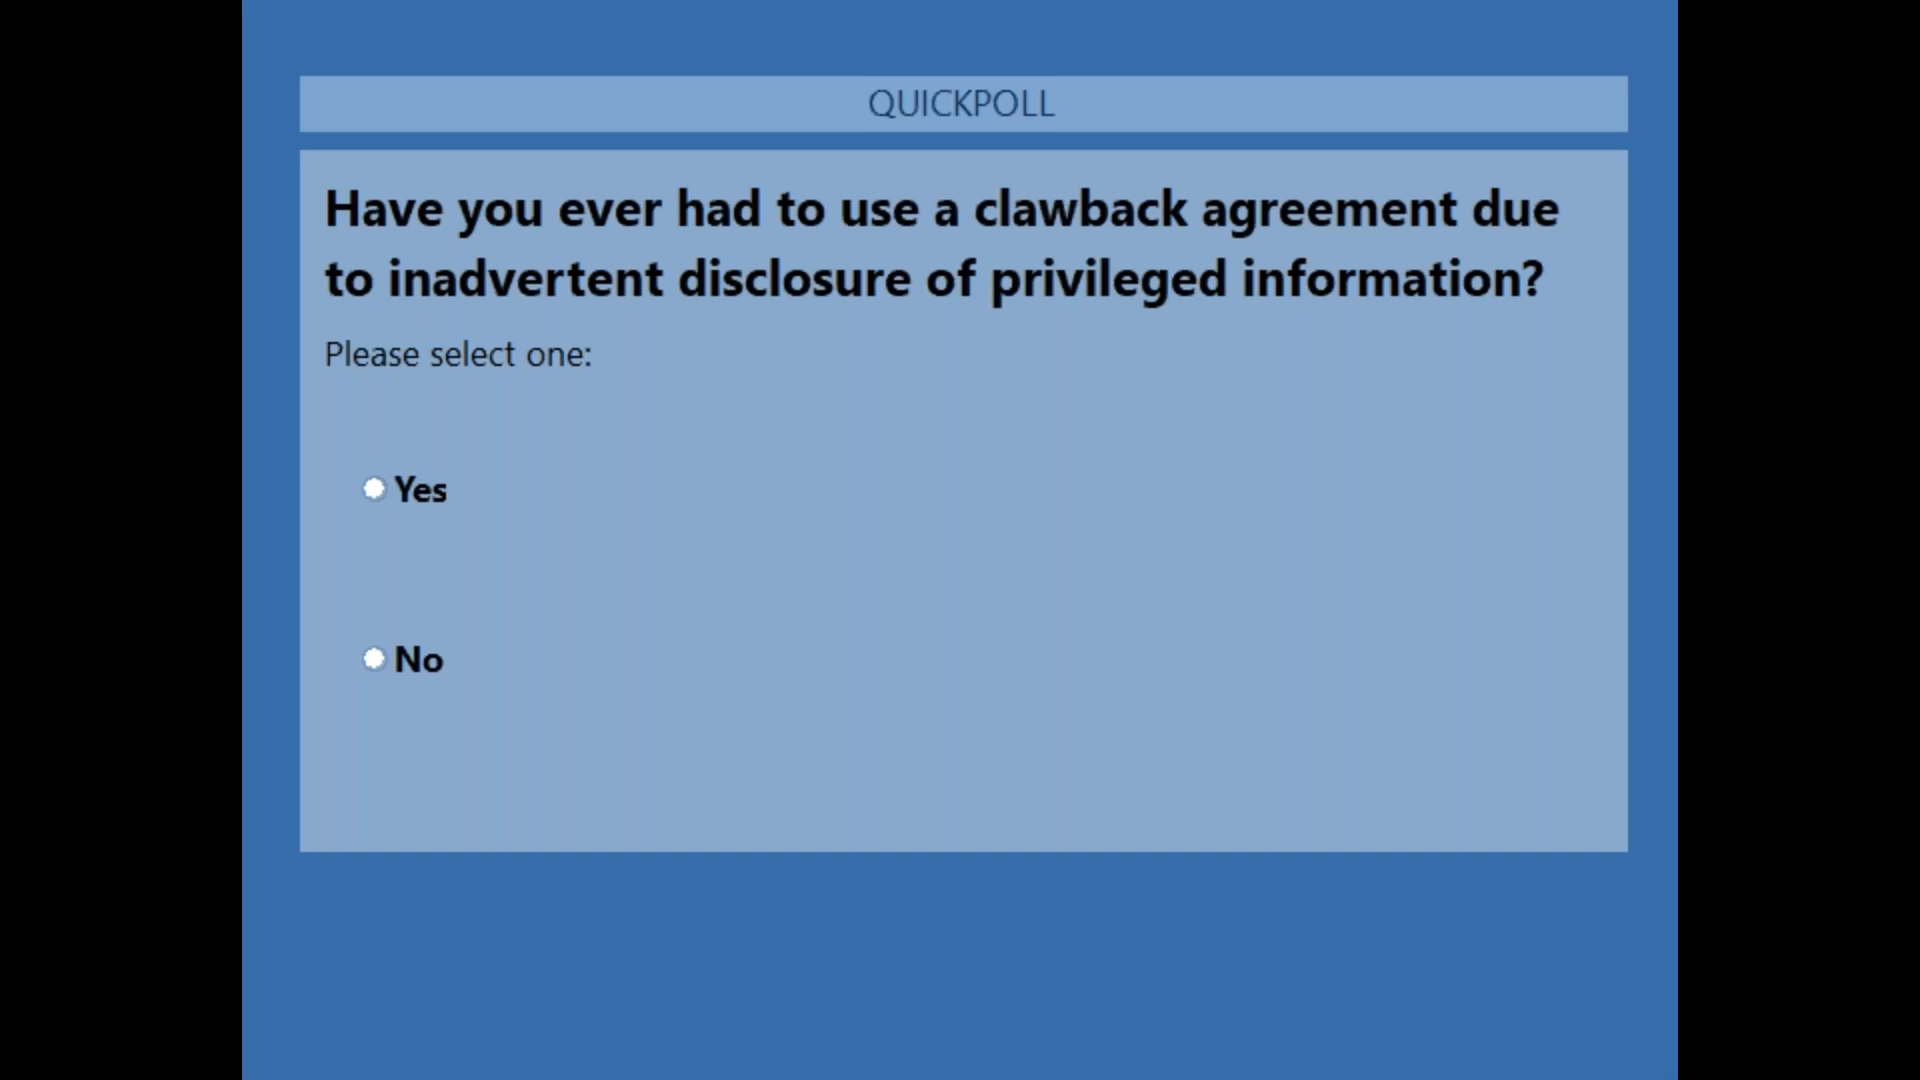 QUICKPOLL
Have you ever had to use a clawback agreement due
to inadvertent disclosure of privileged information?
Please select one:
Yes
No